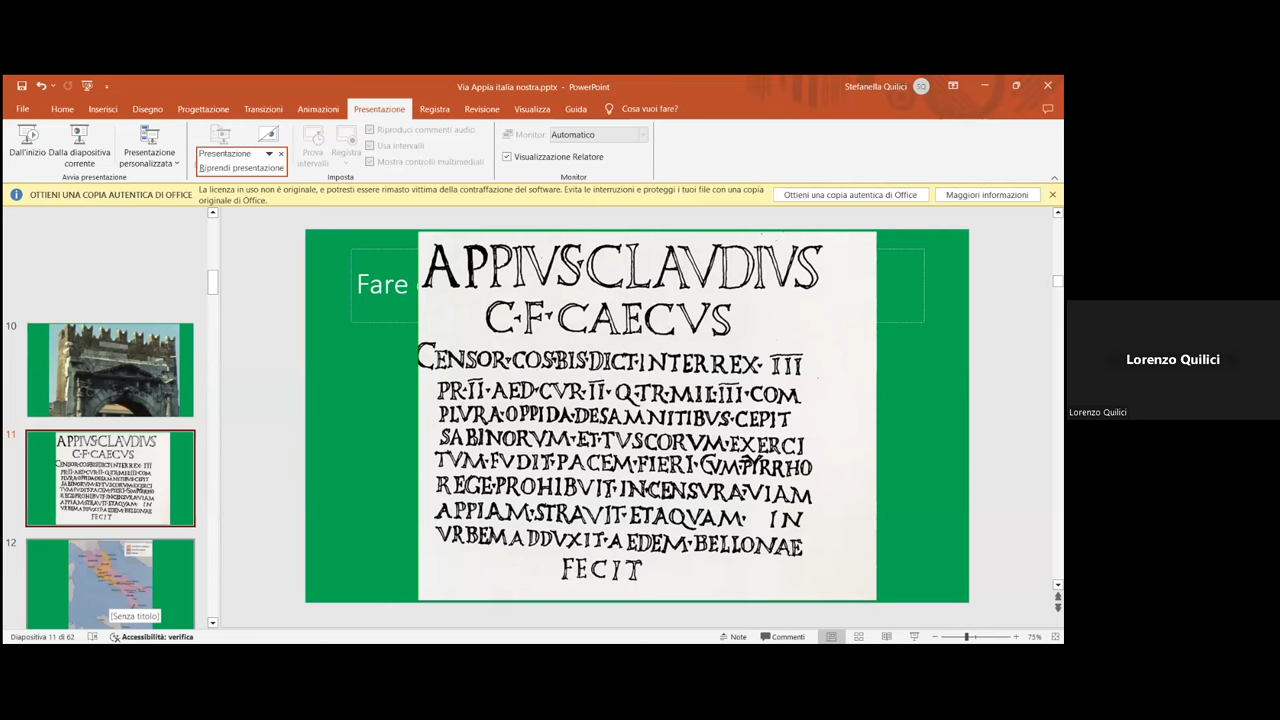 Via Appia italia nostra.pptx - PowerPoint
Stefanella Quilici
SQ
File Home Inserisci Disegno Progettazione Transizioni Animazioni Presentazione Registra Revisione Visualizza Guida Cosa vuoi fare?
Dall'inizio
Dalla diapositiva corrente
Presentazione personalizzata
Avvia presentazione
Presentazione
Riprendi presentazione
Prova intervalli
Registra
Riproduci commenti audio
Usa intervalli
Mostra controlli multimediali
Imposta
Monitor: Automatico
Visualizzazione Relatore
Monitor
OTTIENI UNA COPIA AUTENTICA DI OFFICE
La licenza in uso non é originale, e potresti essere rimasto vittima della contraffazione del software. Evita le interruzioni e proteggi i tuoi file con una copia
originale di Office.
Ottieni una copia autentica di Office
Maggiori informazioni
10
11
APPIVS·CLAVDIVS
C·F·CAECVS
12
[Senza titolo]
Fare
APPIVS·CLAVDIVS
C·F·CAECVS
CENSOR·COS·BIS·DICT·INTERREX·III
PR·II·AED·CVR·II·Q·TR·MIL·III·COM
PLVRA·OPPIDA·DE·SAMNITIBVS·CEPIT
SABINORVM·ET·TVSCORVM·EXERCI
TVM·FVDIT·PACEM·FIERI·CVM·PYRRHO
REGE·PROHIBVIT·IN·CENSVRA·VIAM
APPIAM·STRAVIT·ET AQVAM· IN
VRBEM ADDVXIT·AEDEM·BELLONAE
FECIT
Lorenzo Quilici
Lorenzo Quilici
Diapositiva 11 di 62
Accessibilità: verifica
Note
Commenti
75%